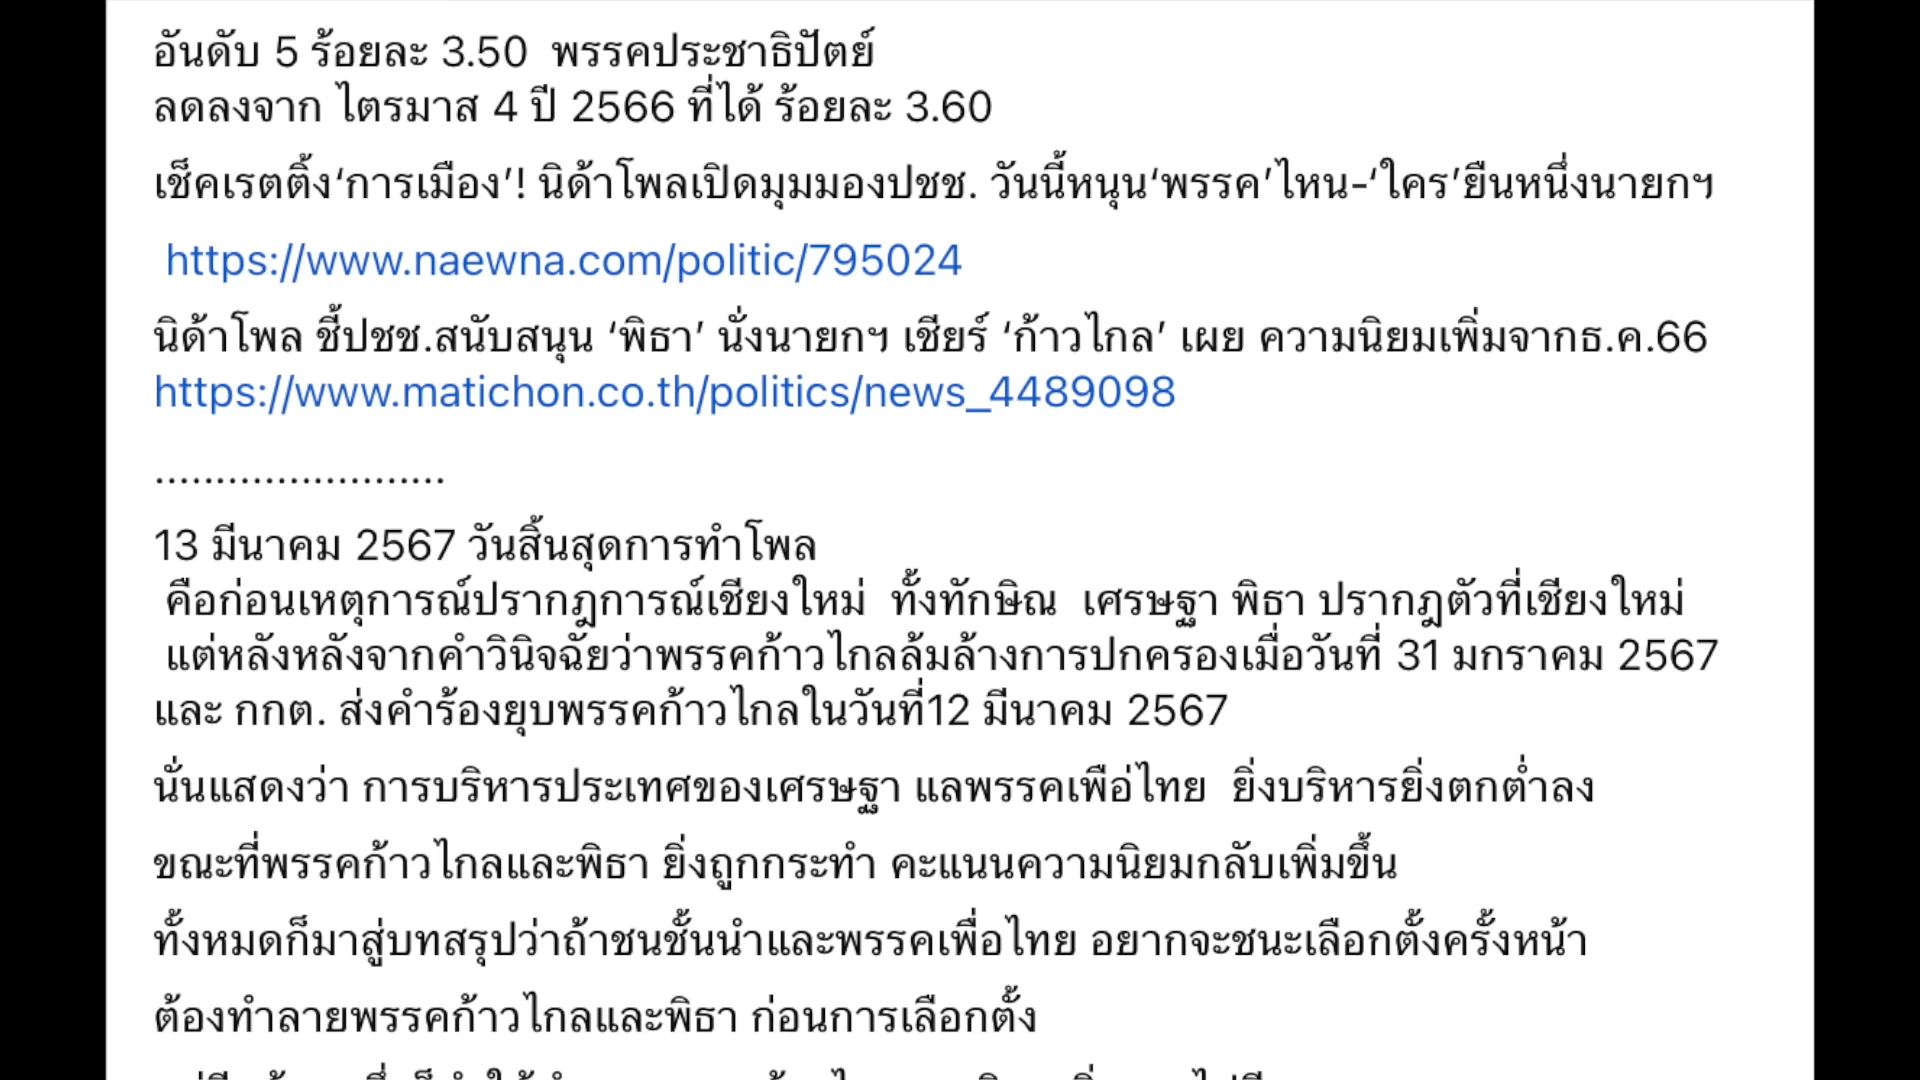 อันดับ 5 ร้อยละ 3.50  พรรคประชาธิปัตย์
ลดลงจาก ไตรมาส 4 ปี 2566 ที่ได้ ร้อยละ 3.60
เช็คเรตติ้ง‘การเมือง’! นิด้าโพลเปิดมุมมองปชช. วันนี้หนุน‘พรรค’ไหน-‘ใคร’ยืนหนึ่งนายกฯ
https://www.naewna.com/politic/795024
นิด้าโพล ชี้ปชช.สนับสนุน ‘พิธา’ นั่งนายกฯ เชียร์ ‘ก้าวไกล’ เผย ความนิยมเพิ่มจากธ.ค.66
https://www.matichon.co.th/politics/news_4489098
........................
13 มีนาคม 2567 วันสิ้นสุดการทำโพล
คือก่อนเหตุการณ์ปรากฎการณ์เชียงใหม่  ทั้งทักษิณ  เศรษฐา พิธา ปรากฎตัวที่เชียงใหม่
แต่หลังหลังจากคำวินิจฉัยว่าพรรคก้าวไกลล้มล้างการปกครองเมื่อวันที่ 31 มกราคม 2567
และ กกต. ส่งคำร้องยุบพรรคก้าวไกลในวันที่12 มีนาคม 2567
นั่นแสดงว่า การบริหารประเทศของเศรษฐา แลพรรคเพือ่ไทย  ยิ่งบริหารยิ่งตกต่ำลง
ขณะที่พรรคก้าวไกลและพิธา ยิ่งถูกกระทำ คะแนนความนิยมกลับเพิ่มขึ้น
ทั้งหมดก็มาสู่บทสรุปว่าถ้าชนชั้นนำและพรรคเพื่อไทย อยากจะชนะเลือกตั้งครั้งหน้า
ต้องทำลายพรรคก้าวไกลและพิธา ก่อนการเลือกตั้ง